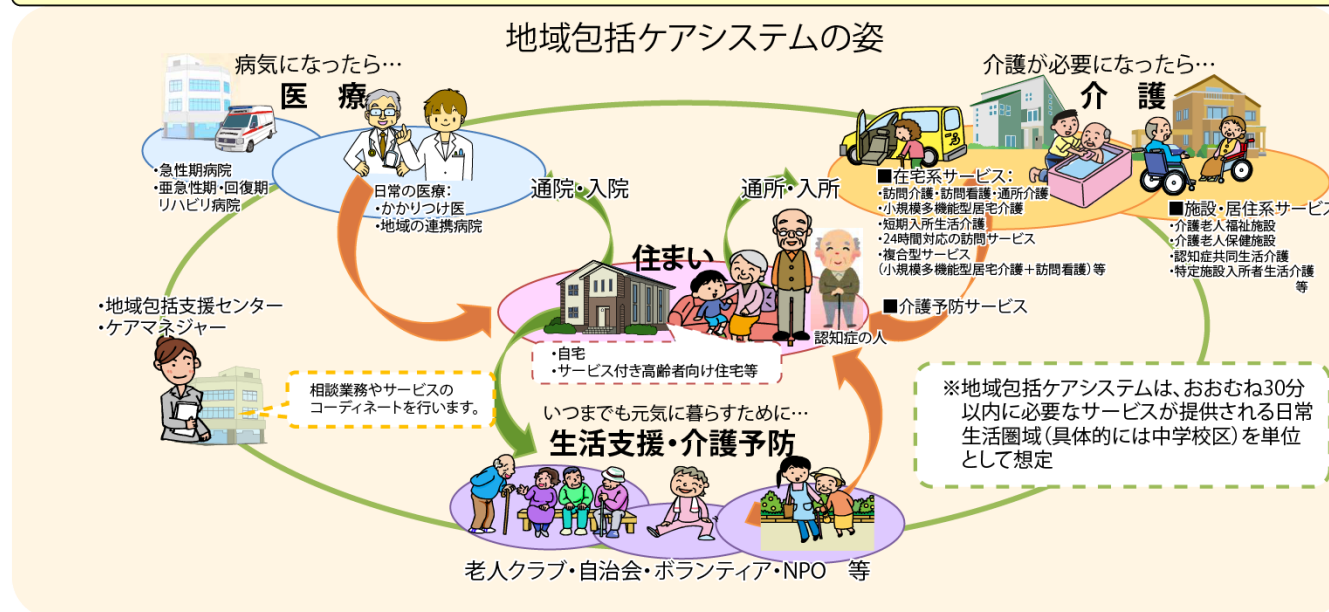 地域包括ケアシステムの姿
病気になったら…
医 療
・急性期病院
・亜急性期・回復期
リハビリ病院
日常の医療：
・かかりつけ医
・地域の連携病院
通院・入院
通所・入所
介護が必要になったら…
介 護
■在宅系サービス：
・訪問介護・訪問看護・通所介護
・小規模多機能型居宅介護
・短期入所生活介護
・24時間対応の訪問サービス
・複合型サービス
（小規模多機能型居宅介護＋訪問看護）等
■介護予防サービス
■施設・居住系サービス
・介護老人福祉施設
・介護老人保健施設
・認知症共同生活介護
・特定施設入所者生活介護
等
住まい
認知症の人
・自宅
・サービス付き高齢者向け住宅等
・地域包括支援センター
・ケアマネジャー
相談業務やサービスの
コーディネートを行います。
いつまでも元気に暮らすために…
生活支援・介護予防
老人クラブ・自治会・ボランティア・NPO 等
※地域包括ケアシステムは、おおむね30分
以内に必要なサービスが提供される日常
生活圏域（具体的には中学校区）を単位
として想定